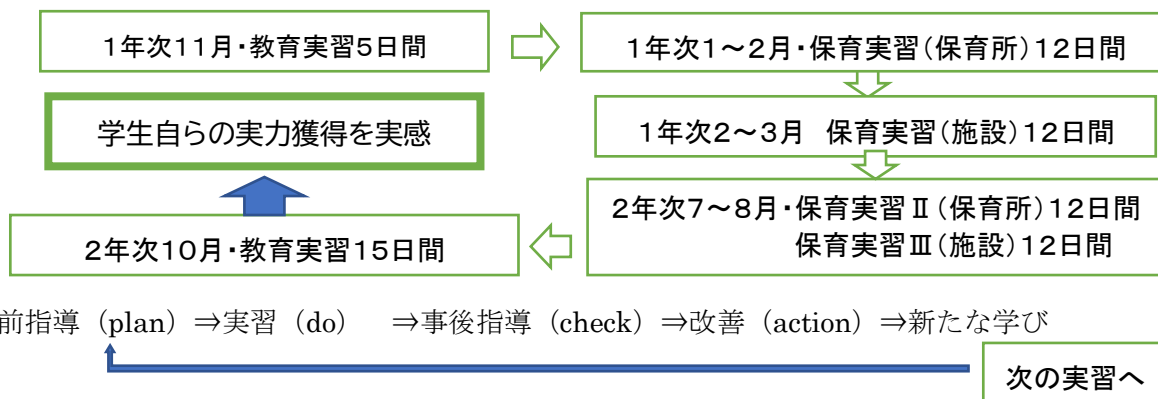 1年次11月・教育実習5日間
1年次1～2月・保育実習(保育所)12日間
1年次2～3月　保育実習(施設)12日間
2年次7～8月・保育実習Ⅱ(保育所)12日間
保育実習Ⅲ(施設)12日間
2年次10月・教育実習15日間
学生自らの実力獲得を実感
前指導（plan）⇒実習（do）　⇒事後指導（check）⇒改善（action）⇒新たな学び
次の実習へ